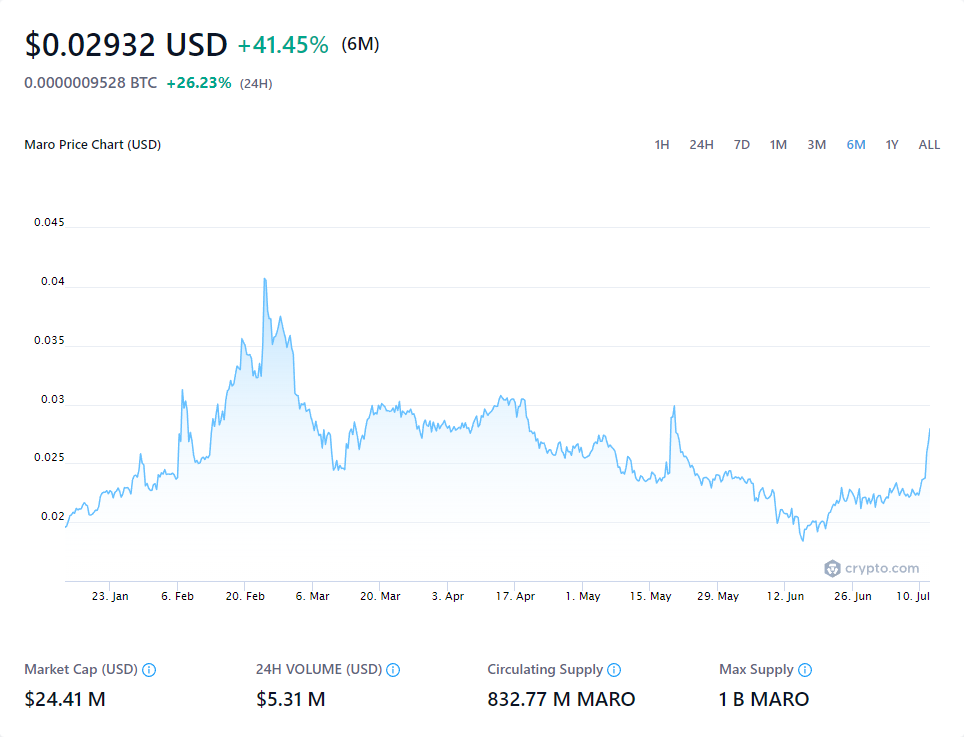 $0.02932 USD +41.45% (6M)
0.0000009528 BTC +26.23% (24H)
Maro Price Chart (USD) 1H 24H 7D 1M 3M 6M 1Y ALL
0.045
0.04
0.035
0.03
0.025
0.02
crypto.com
23. Jan 6. Feb 20. Feb 6. Mar 20. Mar 3. Apr 17. Apr 1. May 15. May 29. May 12. Jun 26. Jun 10. Jul
Market Cap (USD) 24H VOLUME (USD) Circulating Supply Max Supply
$24.41 M $5.31 M 832.77 M MARO 1 B MARO